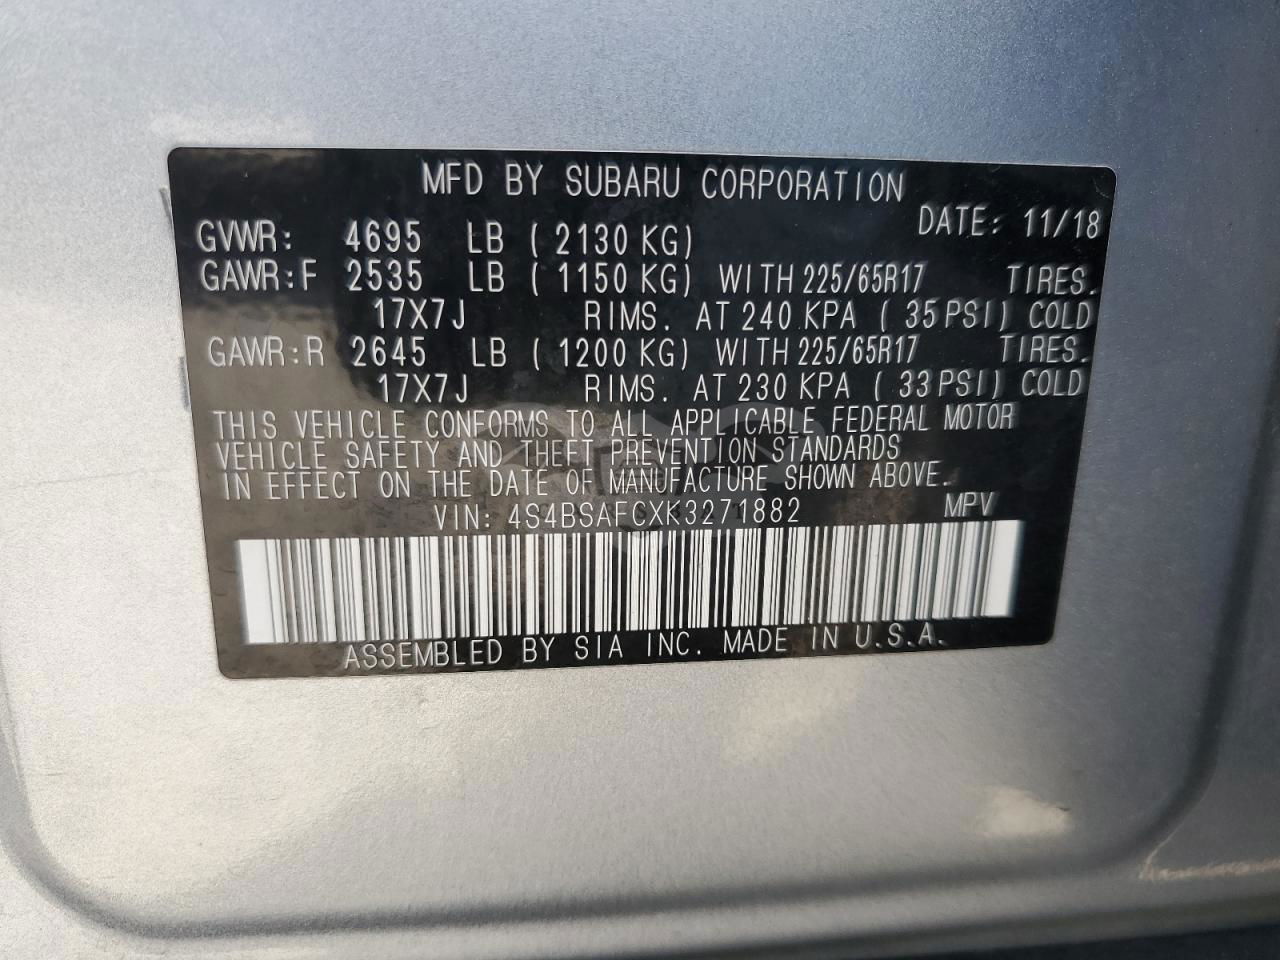 MFD BY SUBARU CORPORATION
DATE: 11/18
GVWR: 4695 LB ( 2130 KG)
GAWR:F 2535 LB ( 1150 KG) WITH 225/65R17 TIRES.
17X7J RIMS. AT 240 KPA ( 35 PSI) COLD
GAWR:R 2645 LB ( 1200 KG) WITH 225/65R17 TIRES.
17X7J RIMS. AT 230 KPA ( 33 PSI) COLD
THIS VEHICLE CONFORMS TO ALL APPLICABLE FEDERAL MOTOR
VEHICLE SAFETY AND THEFT PREVENTION STANDARDS
IN EFFECT ON THE DATE OF MANUFACTURE SHOWN ABOVE.
VIN: 4S4BSAFCXK3271882 MPV
ASSEMBLED BY SIA INC. MADE IN U.S.A.